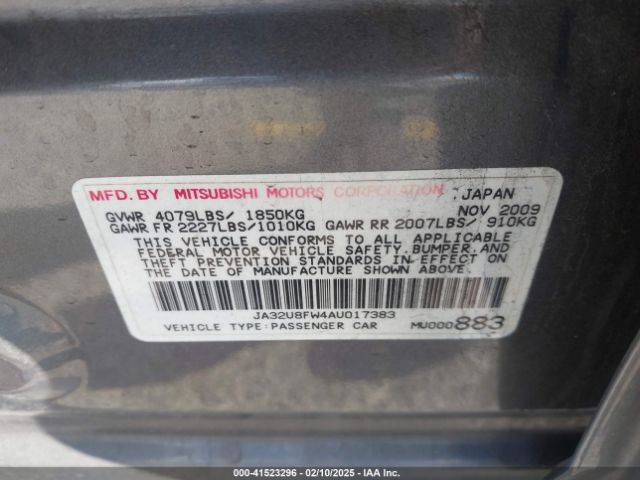 MFD. BY MITSUBISHI MOTORS CORPORATION : JAPAN
GVWR 4079LBS/ 1850KG NOV 2009
GAWR FR 2227LBS/1010KG GAWR RR 2007LBS/ 910KG
THIS VEHICLE CONFORMS TO ALL APPLICABLE
FEDERAL MOTOR VEHICLE SAFETY, BUMPER, AND
THEFT PREVENTION STANDARDS IN EFFECT ON
THE DATE OF MANUFACTURE SHOWN ABOVE.
JA32U8FW4AU017383
VEHICLE TYPE:PASSENGER CAR MU000883
00-41523296 - 02/10/2025 - IAA Inc.